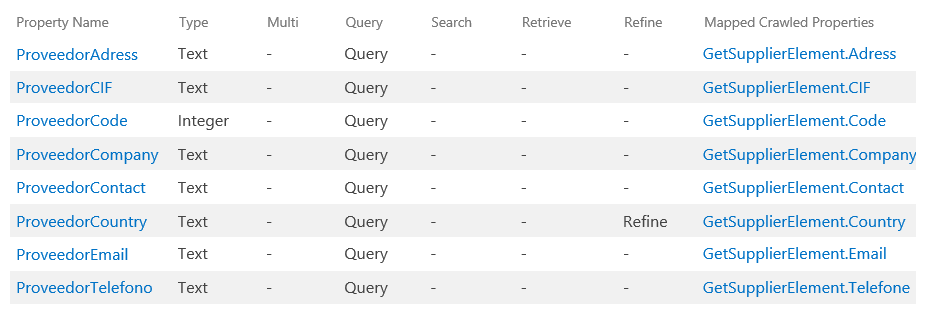 Property Name Type Multi Query Search Retrieve Refine Mapped Crawled Properties
ProveedorAdress Text - Query - - - GetSupplierElement.Adress
ProveedorCIF Text - Query - - - GetSupplierElement.CIF
ProveedorCode Integer - Query - - - GetSupplierElement.Code
ProveedorCompany Text - Query - - - GetSupplierElement.Company
ProveedorContact Text - Query - - - GetSupplierElement.Contact
ProveedorCountry Text - Query - - Refine GetSupplierElement.Country
ProveedorEmail Text - Query - - - GetSupplierElement.Email
ProveedorTelefono Text - Query - - - GetSupplierElement.Telefone